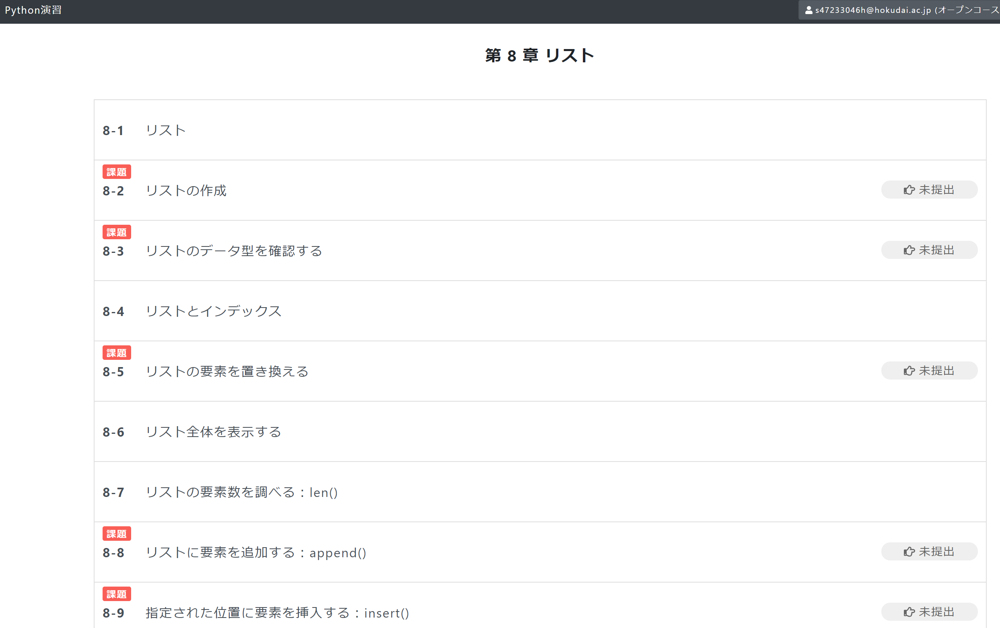 Python演習
s47233046h@hokudai.ac.jp (オープンコース
第 8 章 リスト
8-1 リスト
課題
8-2 リストの作成 未提出
課題
8-3 リストのデータ型を確認する 未提出
8-4 リストとインデックス
課題
8-5 リストの要素を置き換える 未提出
8-6 リスト全体を表示する
8-7 リストの要素数を調べる：len()
課題
8-8 リストに要素を追加する：append() 未提出
課題
8-9 指定された位置に要素を挿入する：insert() 未提出